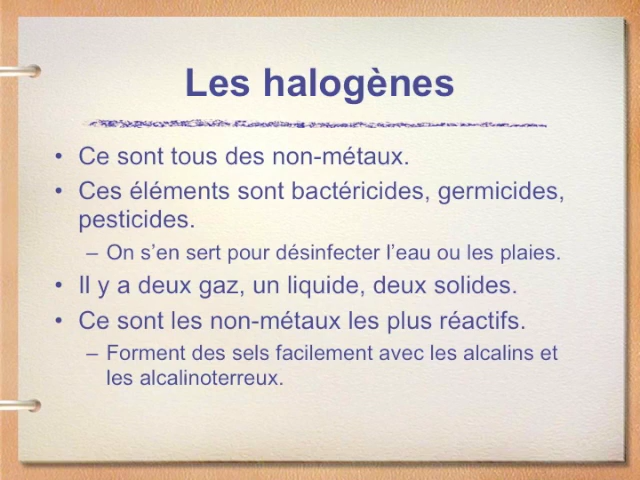 Les halogènes
• Ce sont tous des non-métaux.
• Ces éléments sont bactéricides, germicides,
pesticides.
– On s’en sert pour désinfecter l’eau ou les plaies.
• Il y a deux gaz, un liquide, deux solides.
• Ce sont les non-métaux les plus réactifs.
– Forment des sels facilement avec les alcalins et
les alcalinoterreux.